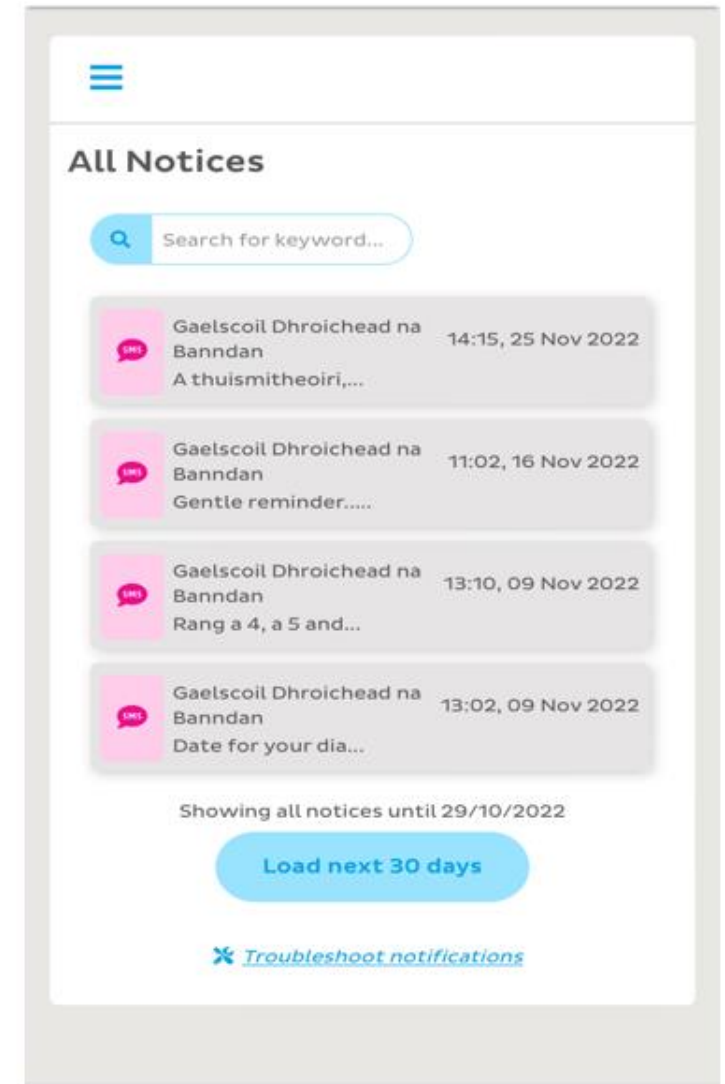 All Notices
Search for keyword...
Gaelscoil Dhroichead na
Banndan
A thuismitheoiri,...
14:15, 25 Nov 2022
SMS
Gaelscoil Dhroichead na
Banndan
Gentle reminder.....
11:02, 16 Nov 2022
SMS
Gaelscoil Dhroichead na
Banndan
Rang a 4, a 5 and...
13:10, 09 Nov 2022
SMS
Gaelscoil Dhroichead na
Banndan
Date for your dia...
13:02, 09 Nov 2022
SMS
Showing all notices until 29/10/2022
Load next 30 days
Troubleshoot notifications